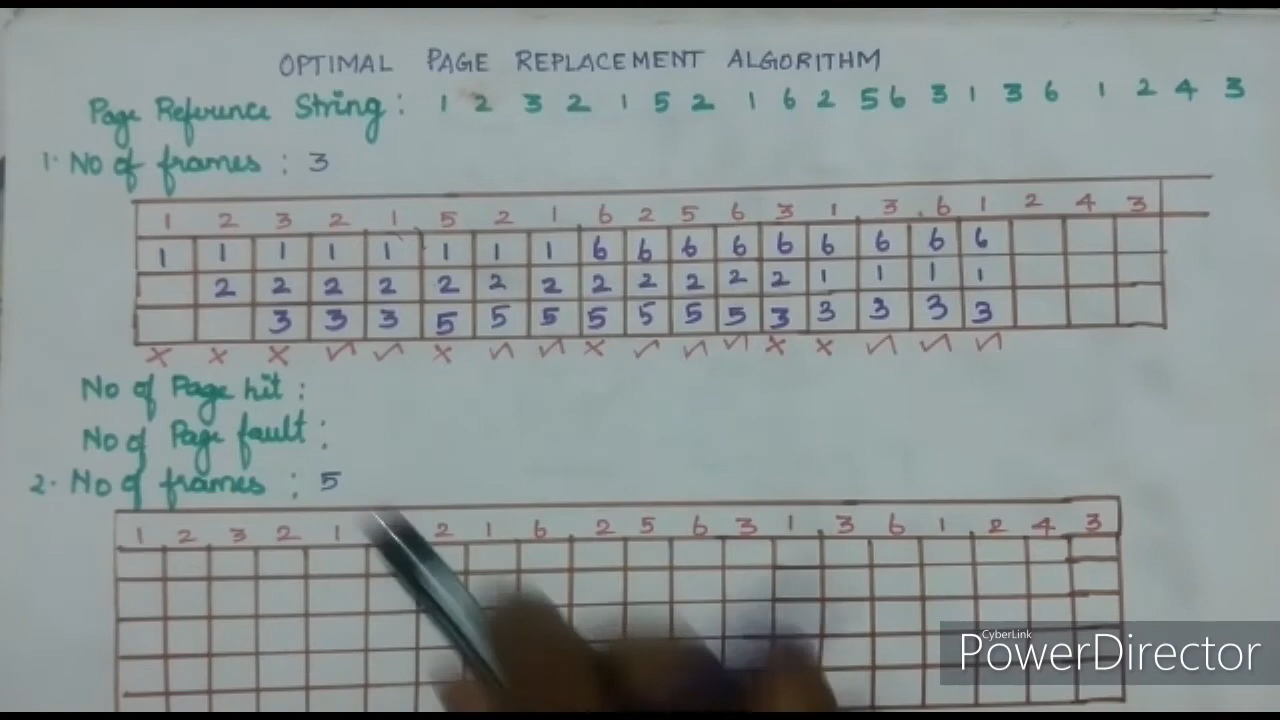 OPTIMAL PAGE REPLACEMENT ALGORITHM
Page Reference String : 1 2 3 2 1 5 2 1 6 2 5 6 3 1 3 6 1 2 4 3
1. No of frames : 3
1 2 3 2 1 5 2 1 6 2 5 6 3 1 3 6 1 2 4 3
1 1 1 1 1 1 1 1 6 6 6 6 6 6 6 6 6
2 2 2 2 2 2 2 2 2 2 2 2 1 1 1 1
3 3 3 5 5 5 5 5 5 5 3 3 3 3 3
× × × ✓ ✓ × ✓ ✓ × ✓ ✓ ✓ × × ✓ ✓ ✓
No of Page hit :
No of Page fault :
2. No of frames : 5
1 2 3 2 1 2 1 6 2 5 6 3 1 3 6 1 2 4 3
CyberLink
PowerDirector